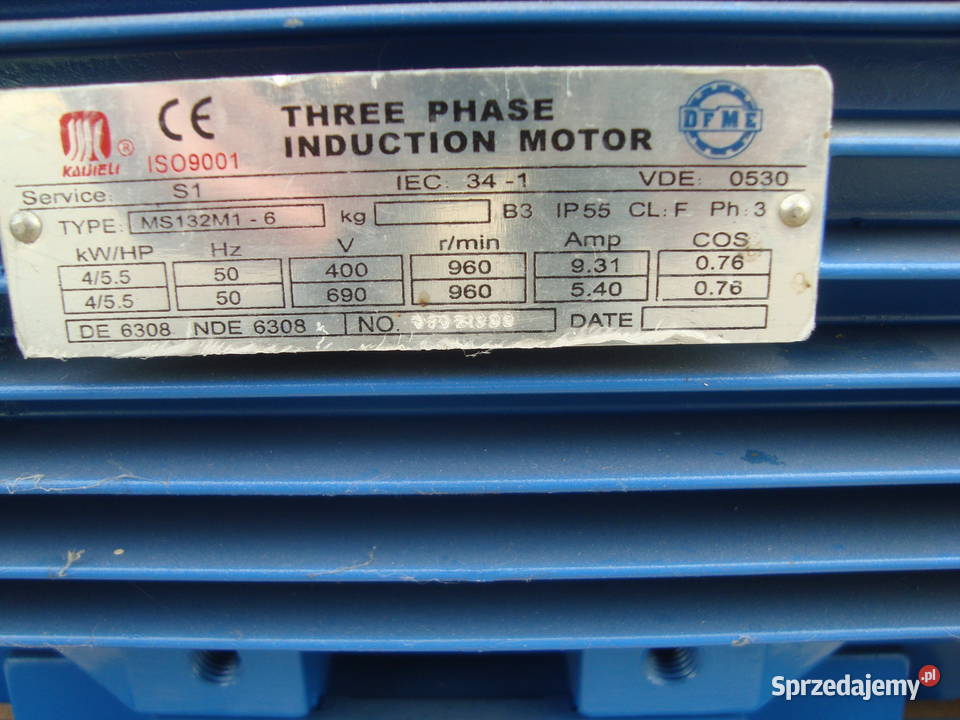 KAIJIELI ® CE ISO9001
THREE PHASE
INDUCTION MOTOR
DFME
Service: S1 IEC: 34-1 VDE: 0530
TYPE: MS132M1-6 kg B3 IP55 CL:F Ph:3
kW/HP Hz V r/min Amp COS
4/5.5 50 400 960 9.31 0.76
4/5.5 50 690 960 5.40 0.76
DE 6308 NDE 6308 NO. DATE
Sprzedajemy.pl